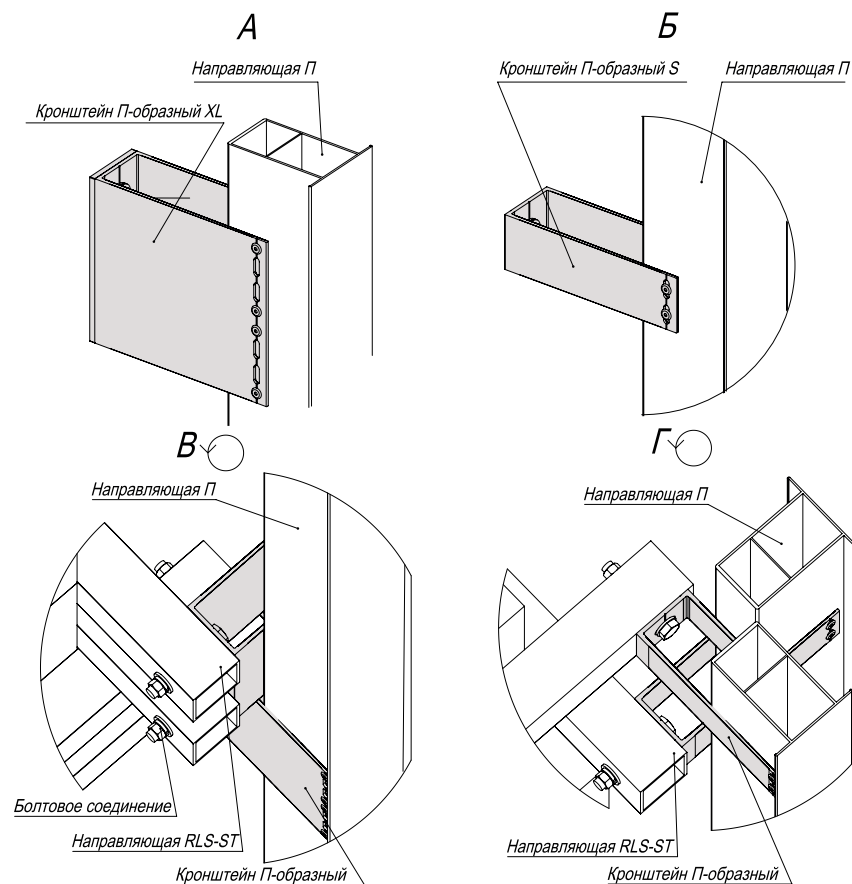 А
Направляющая П
Кронштейн П-образный XL
Б
Кронштейн П-образный S
Направляющая П
В
Направляющая П
Болтовое соединение
Направляющая RLS-ST
Кронштейн П-образный
Г
Направляющая П
Направляющая RLS-ST
Кронштейн П-образный